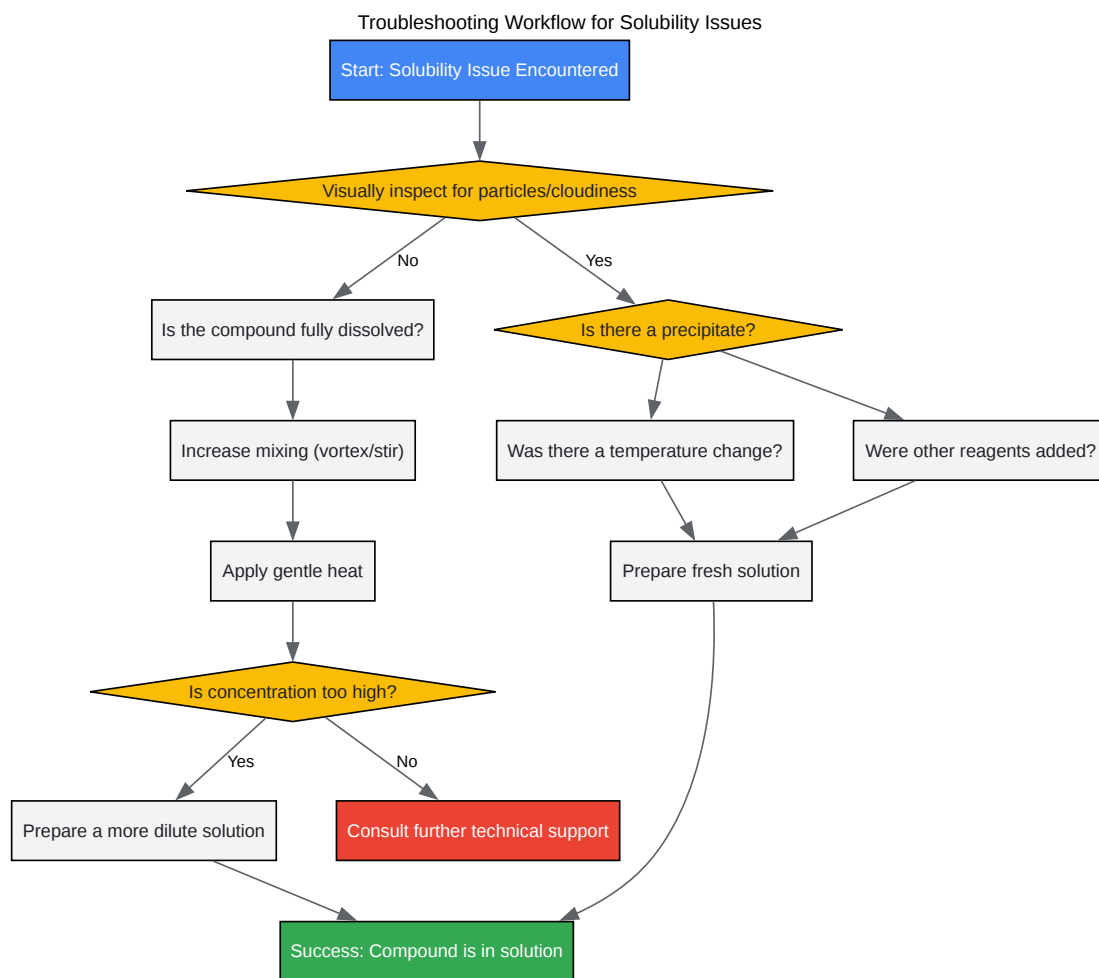 Troubleshooting Workflow for Solubility Issues
Start: Solubility Issue Encountered
Visually inspect for particles/cloudiness
No
Yes
Is the compound fully dissolved?
Is there a precipitate?
Increase mixing (vortex/stir)
Was there a temperature change?
Were other reagents added?
Apply gentle heat
Prepare fresh solution
Is concentration too high?
Yes
No
Prepare a more dilute solution
Consult further technical support
Success: Compound is in solution